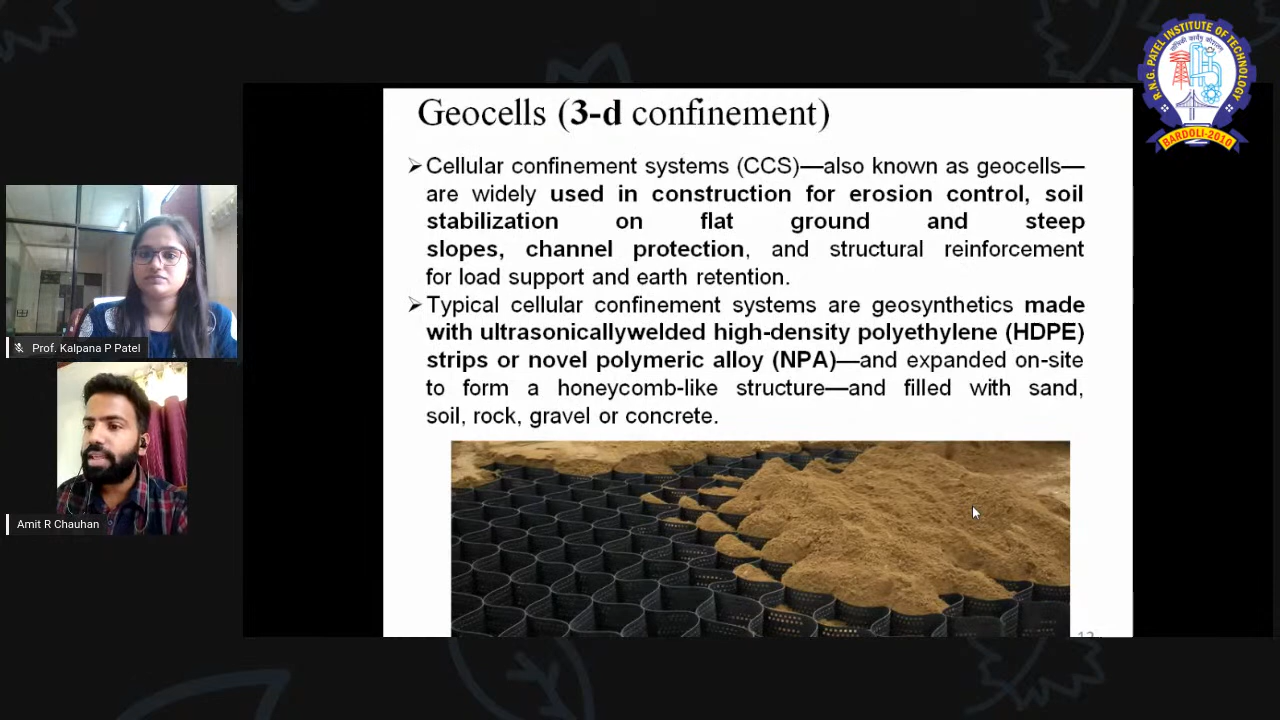 R.N.G. PATEL INSTITUTE OF TECHNOLOGY
BARDOLI-2010
Geocells (3-d confinement)
➢Cellular confinement systems (CCS)—also known as geocells—
are widely used in construction for erosion control, soil
stabilization on flat ground and steep
slopes, channel protection, and structural reinforcement
for load support and earth retention.
➢Typical cellular confinement systems are geosynthetics made
with ultrasonicallywelded high-density polyethylene (HDPE)
strips or novel polymeric alloy (NPA)—and expanded on-site
to form a honeycomb-like structure—and filled with sand,
soil, rock, gravel or concrete.
Prof. Kalpana P Patel
Amit R Chauhan